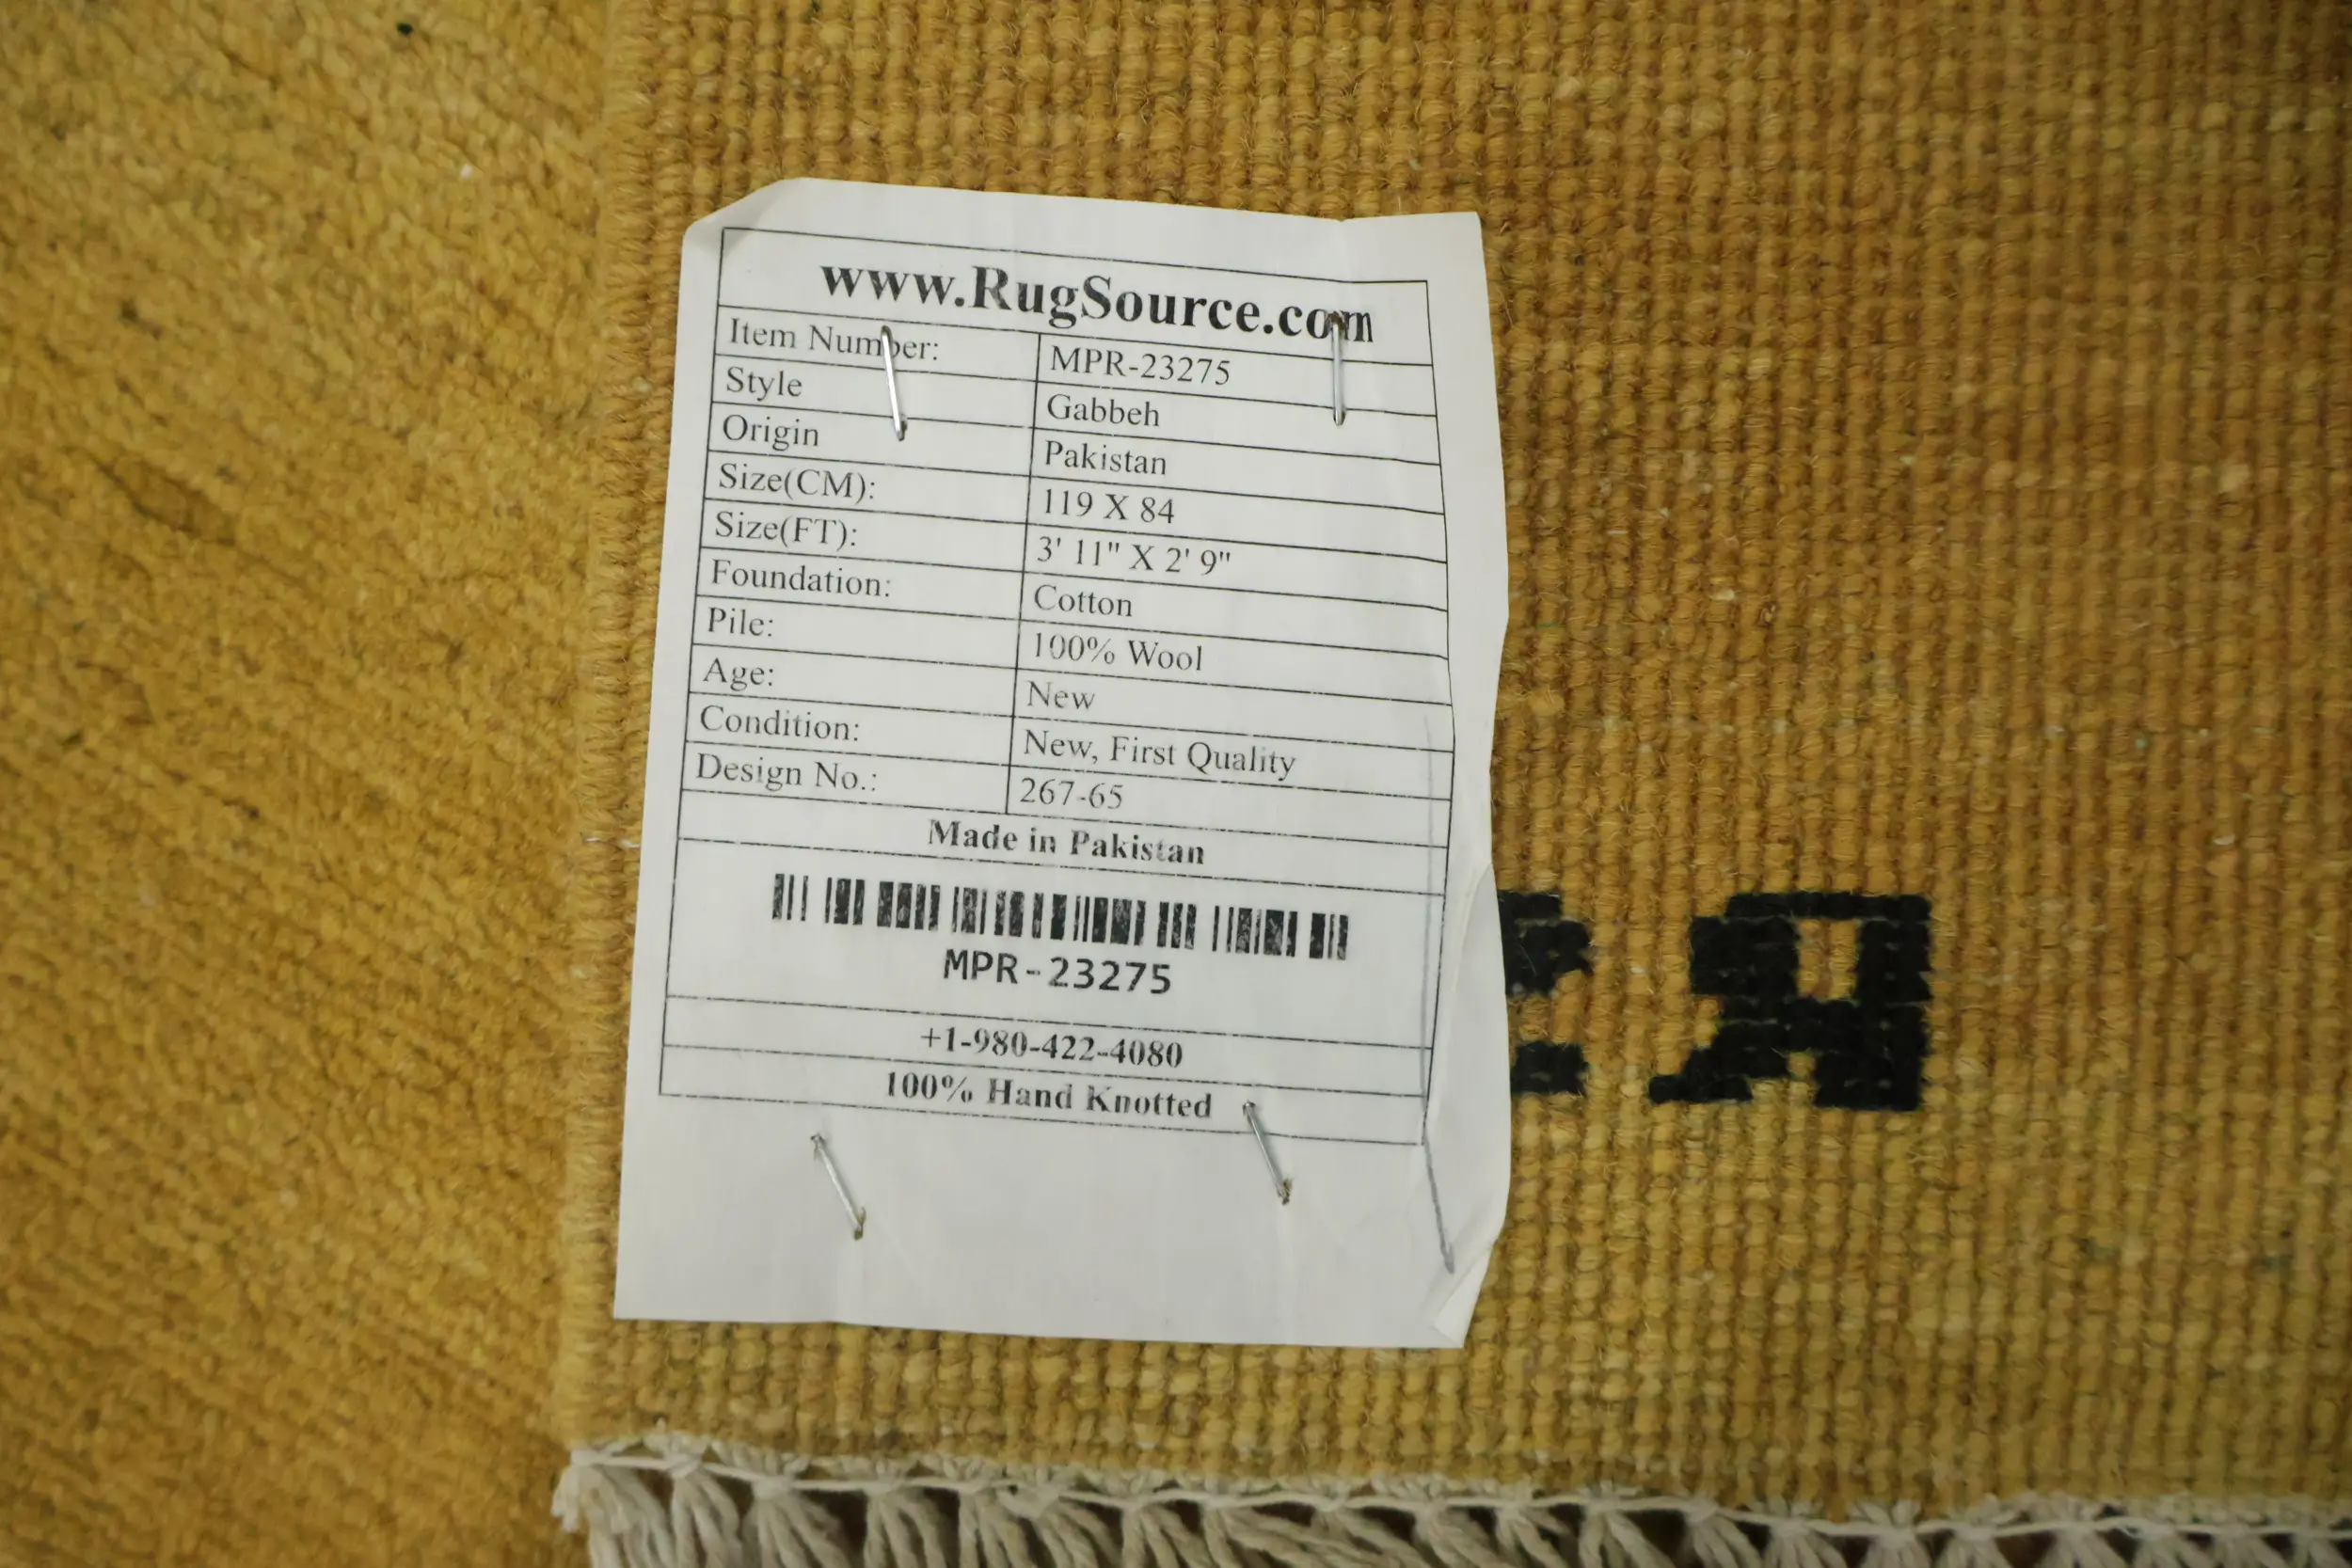 www.RugSource.com
Item Number: MPR-23275
Style Gabbeh
Origin Pakistan
Size(CM): 119 X 84
Size(FT): 3' 11" X 2' 9"
Foundation: Cotton
Pile: 100% Wool
Age: New
Condition: New, First Quality
Design No.: 267-65
Made in Pakistan
MPR-23275
+1-980-422-4080
100% Hand Knotted